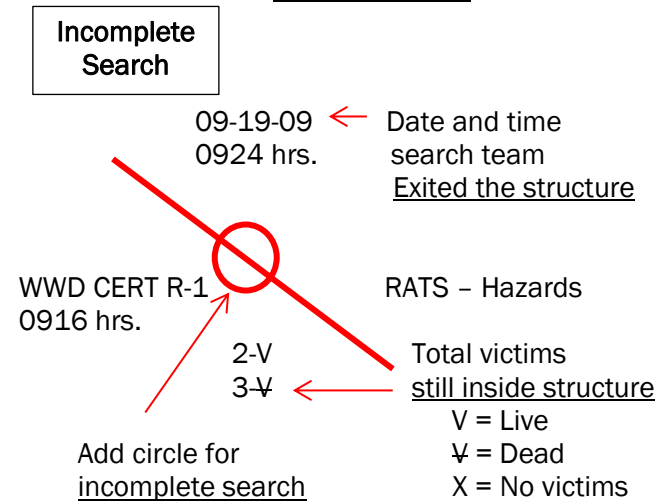 Incomplete
Search
09-19-09
0924 hrs.
Date and time
search team
Exited the structure
WWD CERT R-1
0916 hrs.
RATS – Hazards
2-V
3-V̶
Total victims
still inside structure
V = Live
V̶ = Dead
X = No victims
Add circle for
incomplete search